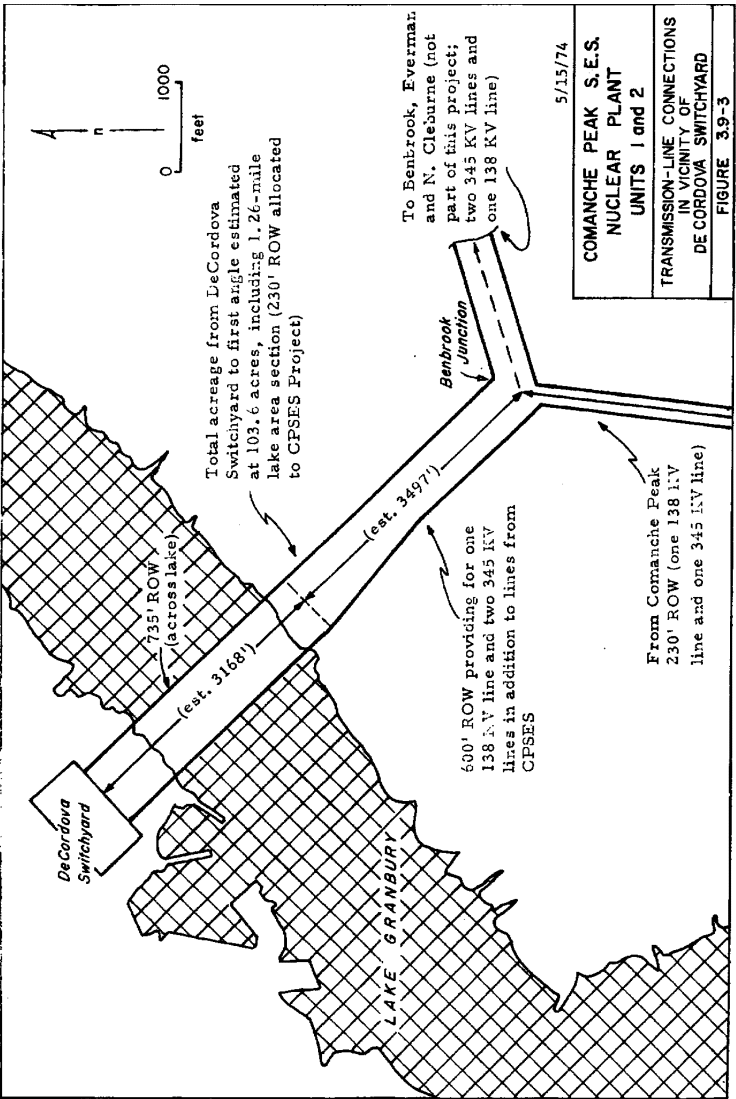 n
0 1000
feet
Total acreage from DeCordova
Switchyard to first angle estimated
at 103.6 acres, including 1.26-mile
lake area section (230' ROW allocated
to CPSES Project)
735' ROW
(across lake)
(est. 3168')
(est. 3497')
DeCordova
Switchyard
LAKE GRANBURY
Benbrook
Junction
To Benbrook, Everman
and N. Cleburne (not
part of this project;
two 345 KV lines and
one 138 KV line)
600' ROW providing for one
138 KV line and two 345 KV
lines in addition to lines from
CPSES
From Comanche Peak
230' ROW (one 138 KV
line and one 345 KV line)
5/15/74
COMANCHE PEAK S.E.S.
NUCLEAR PLANT
UNITS 1 and 2
TRANSMISSION-LINE CONNECTIONS
IN VICINITY OF
DE CORDOVA SWITCHYARD
FIGURE 3.9-3